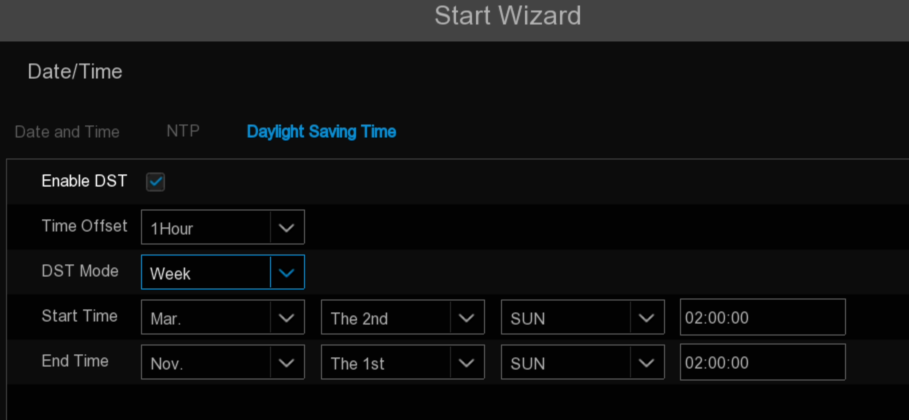 Start Wizard
Date/Time
Date and Time NTP Daylight Saving Time
Enable DST
Time Offset 1Hour
DST Mode Week
Start Time Mar. The 2nd SUN 02:00:00
End Time Nov. The 1st SUN 02:00:00